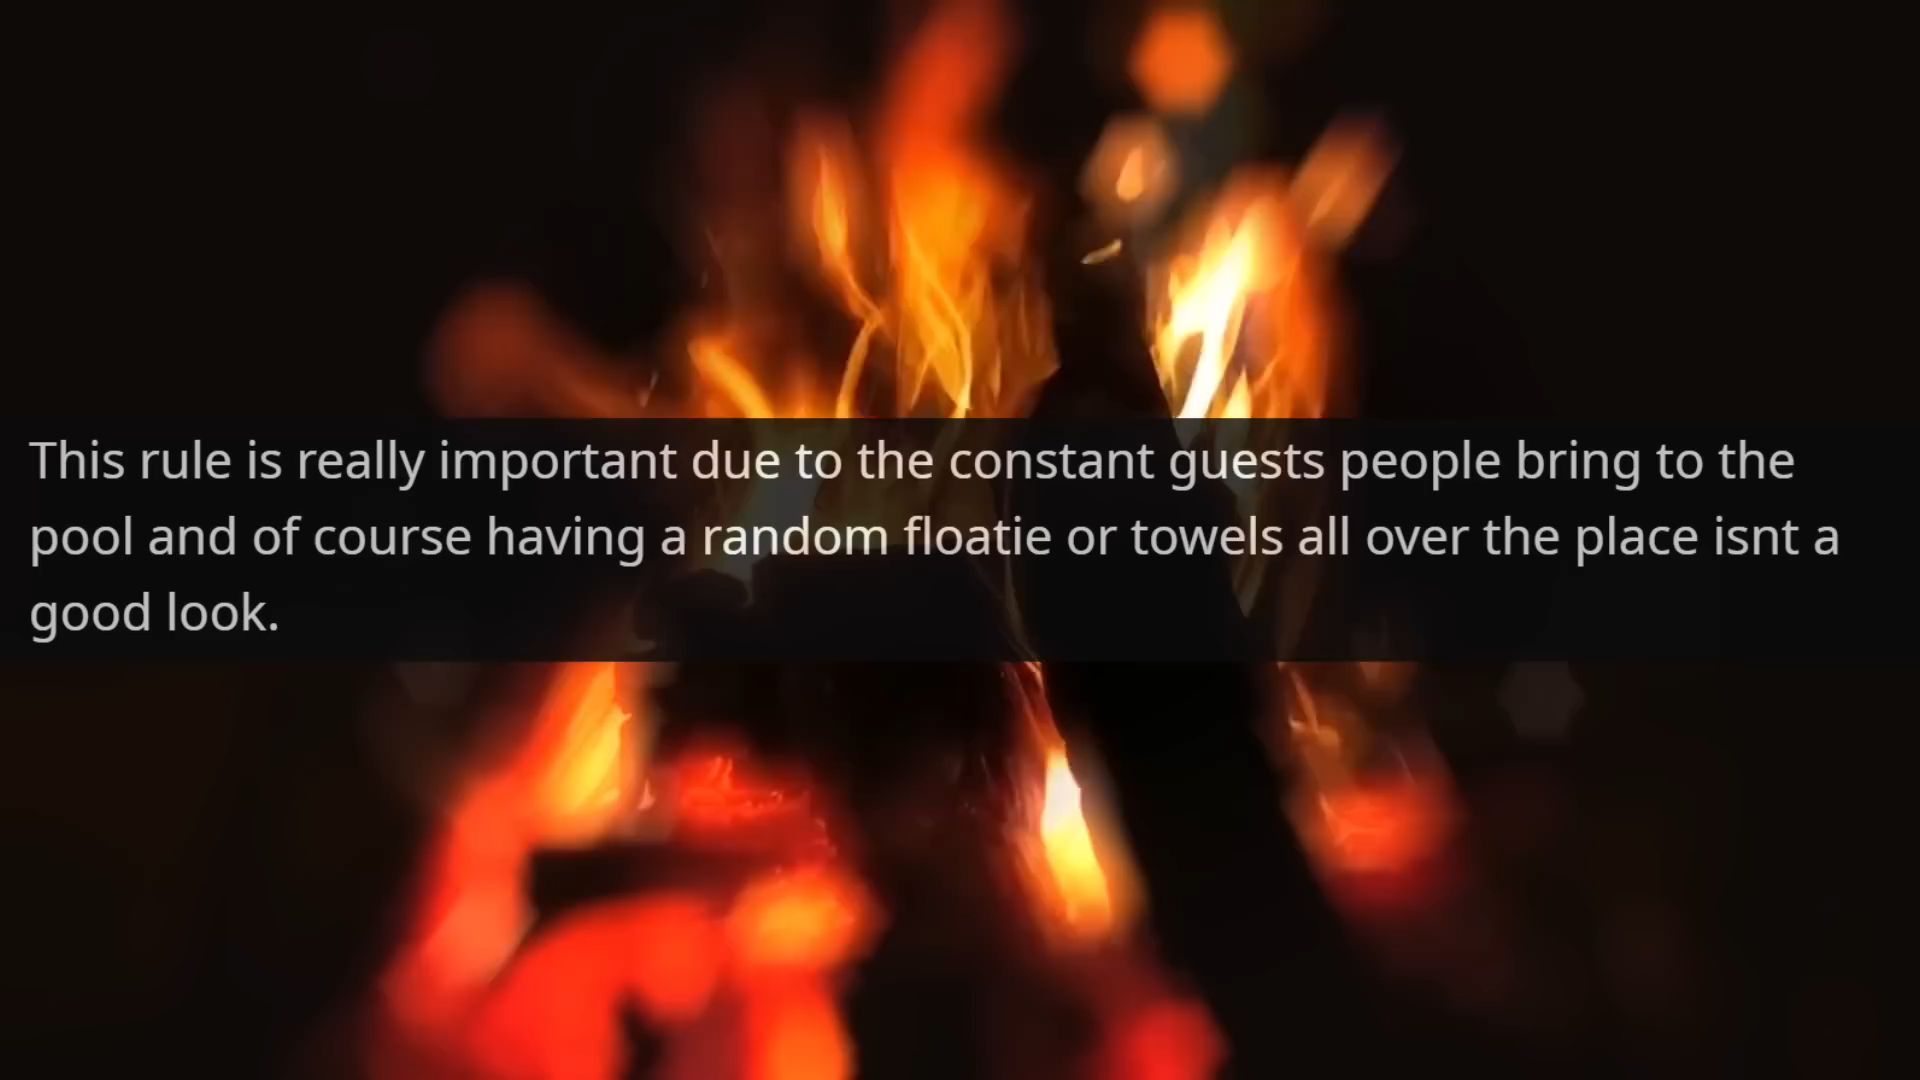 This rule is really important due to the constant guests people bring to the
pool and of course having a random floatie or towels all over the place isnt a
good look.